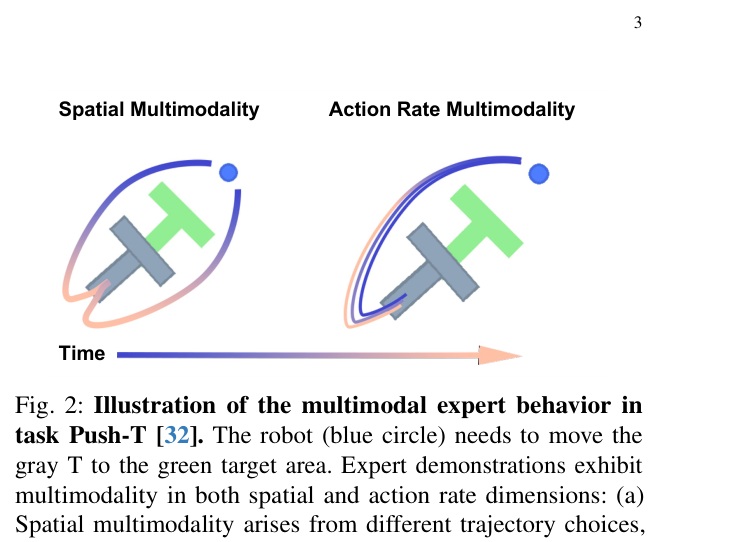 3
Spatial Multimodality
Action Rate Multimodality
Time
Fig. 2: Illustration of the multimodal expert behavior in
task Push-T [32]. The robot (blue circle) needs to move the
gray T to the green target area. Expert demonstrations exhibit
multimodality in both spatial and action rate dimensions: (a)
Spatial multimodality arises from different trajectory choices,